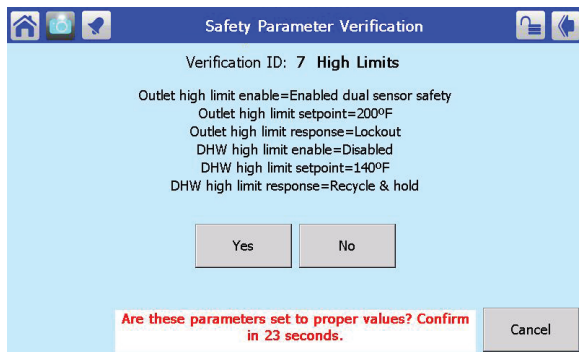 Safety Parameter Verification
Verification ID: 7 High Limits
Outlet high limit enable=Enabled dual sensor safety
Outlet high limit setpoint=200ºF
Outlet high limit response=Lockout
DHW high limit enable=Disabled
DHW high limit setpoint=140ºF
DHW high limit response=Recycle & hold
Yes No
Are these parameters set to proper values? Confirm
in 23 seconds.
Cancel